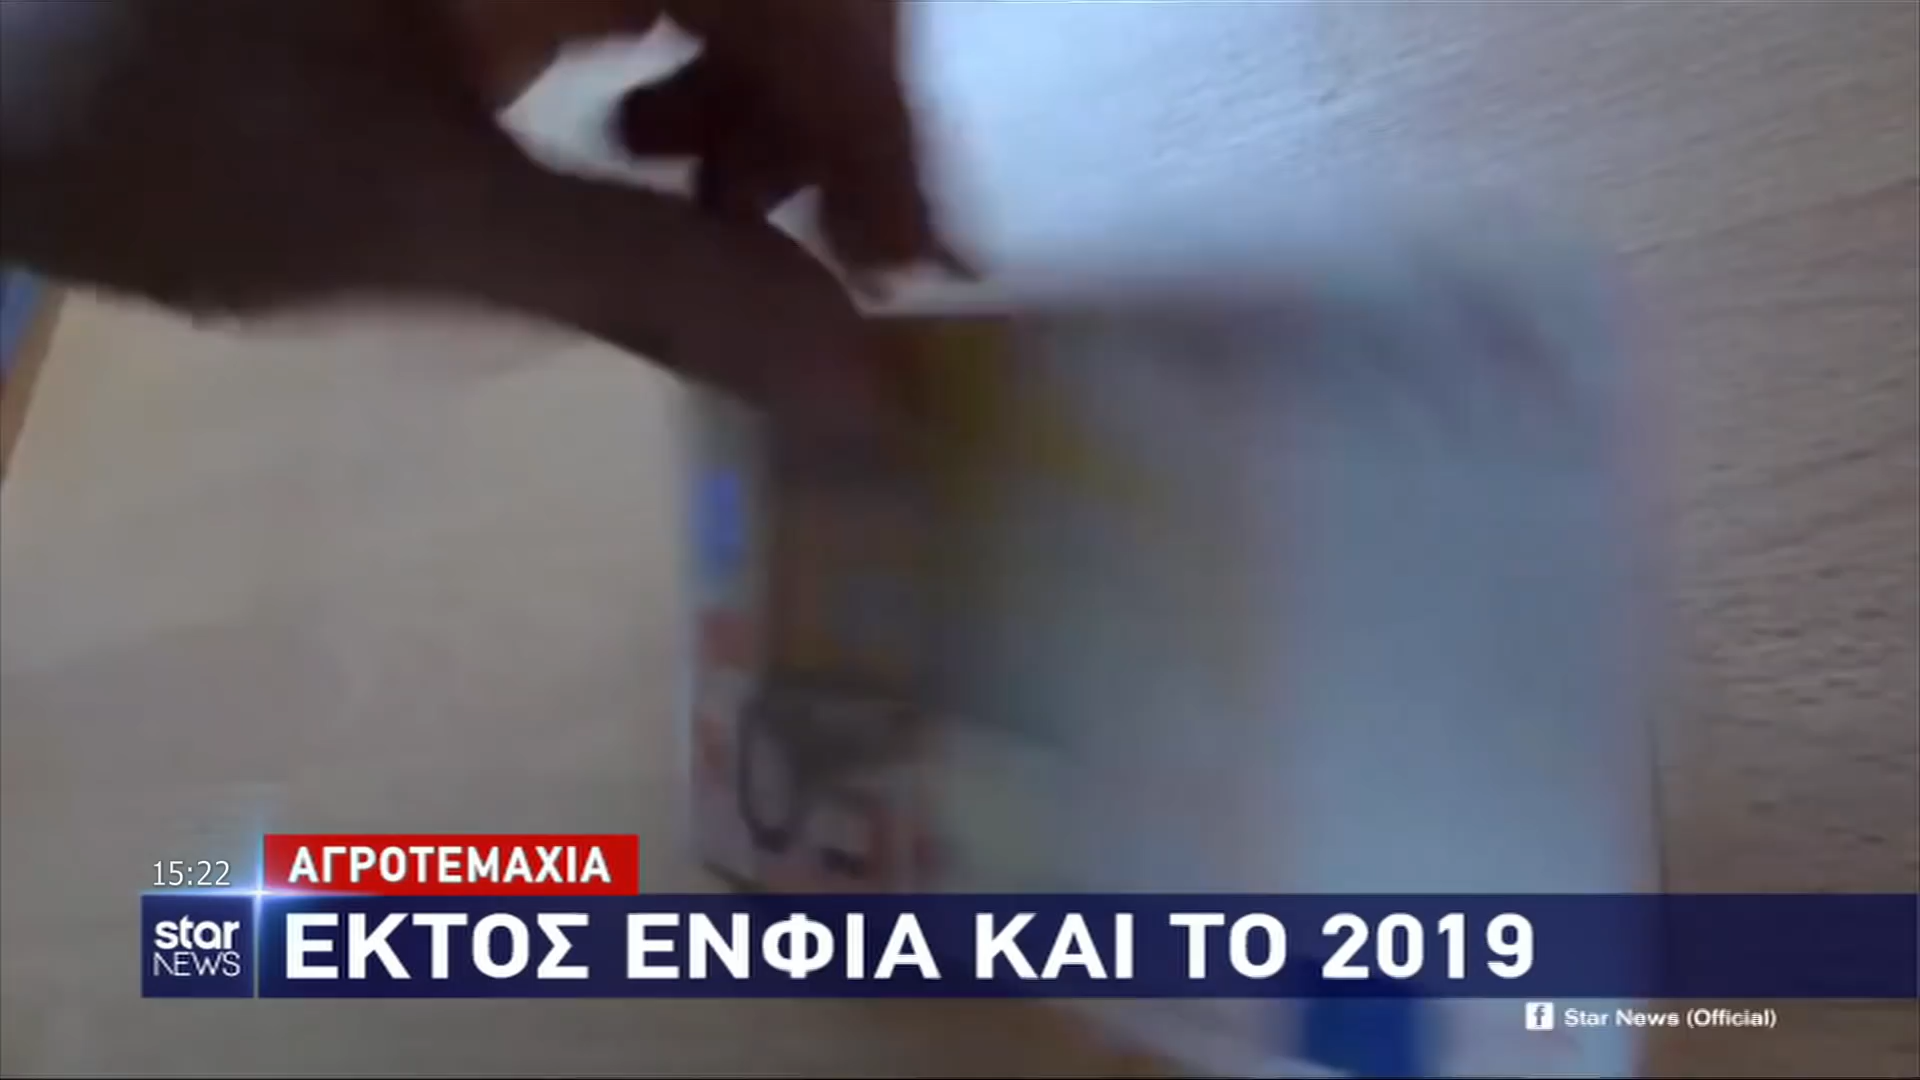 15:22
ΑΓΡΟΤΕΜΑΧΙΑ
star
NEWS
ΕΚΤΟΣ ΕΝΦΙΑ ΚΑΙ ΤΟ 2019
Star News (Official)